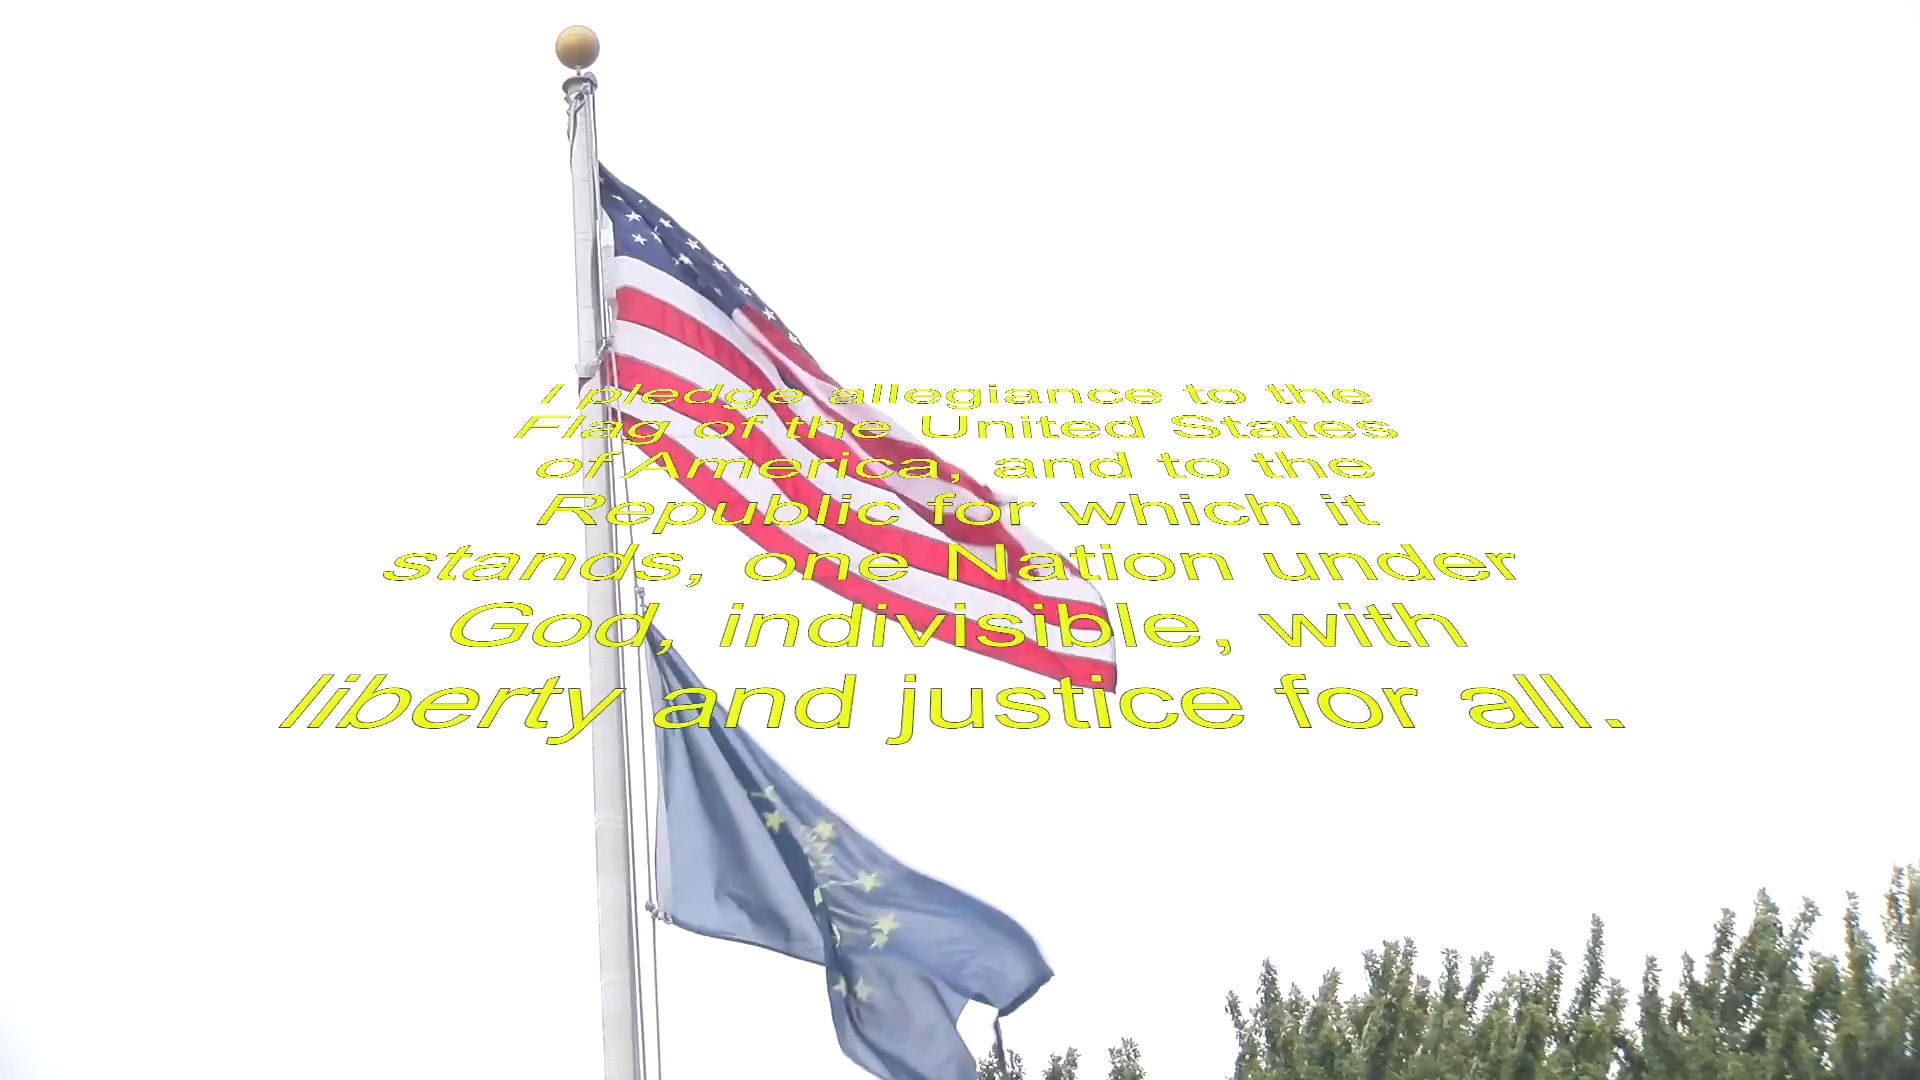 I pledge allegiance to the
Flag of the United States
of America, and to the
Republic for which it
stands, one Nation under
God, indivisible, with
liberty and justice for all.